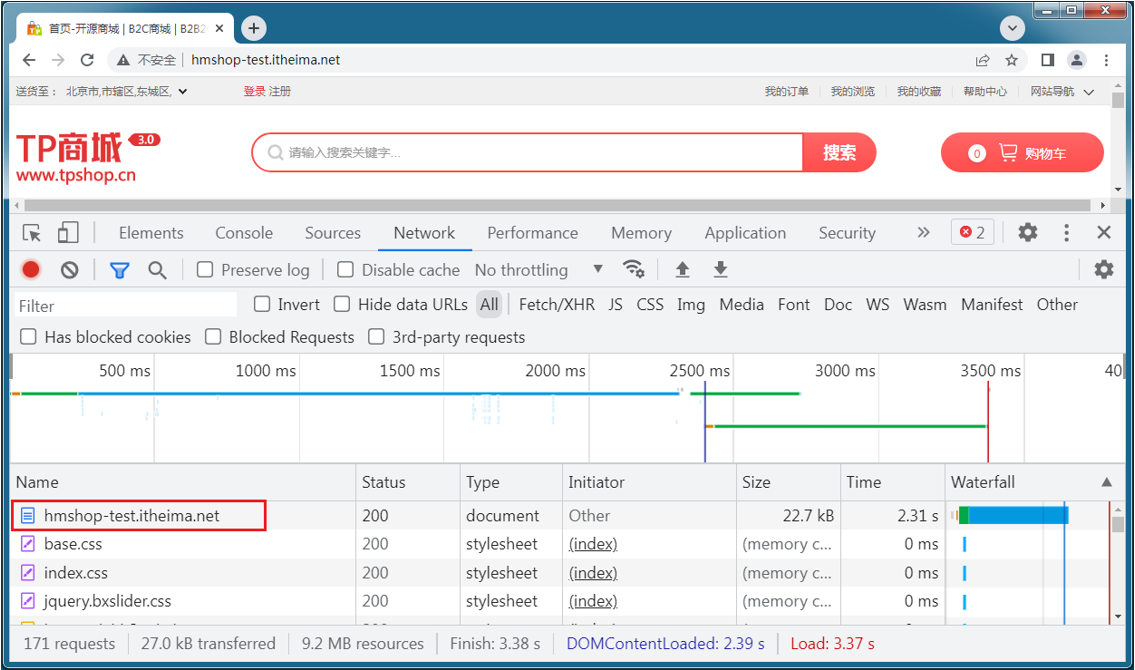 首页-开源商城 | B2C商城 | B2B2
不安全 | hmshop-test.itheima.net
送货至： 北京市,市辖区,东城区, 登录 注册 我的订单 我的浏览 我的收藏 帮助中心 网站导航
TP商城 3.0
www.tpshop.cn
请输入搜索关键字... 搜索
0 购物车
Elements Console Sources Network Performance Memory Application Security » 2
Preserve log Disable cache No throttling
Filter Invert Hide data URLs All Fetch/XHR JS CSS Img Media Font Doc WS Wasm Manifest Other
Has blocked cookies Blocked Requests 3rd-party requests
500 ms 1000 ms 1500 ms 2000 ms 2500 ms 3000 ms 3500 ms 40
Name Status Type Initiator Size Time Waterfall
hmshop-test.itheima.net 200 document Other 22.7 kB 2.31 s
base.css 200 stylesheet (index) (memory c... 0 ms
index.css 200 stylesheet (index) (memory c... 0 ms
jquery.bxslider.css 200 stylesheet (index) (memory c... 0 ms
171 requests 27.0 kB transferred 9.2 MB resources Finish: 3.38 s DOMContentLoaded: 2.39 s Load: 3.37 s